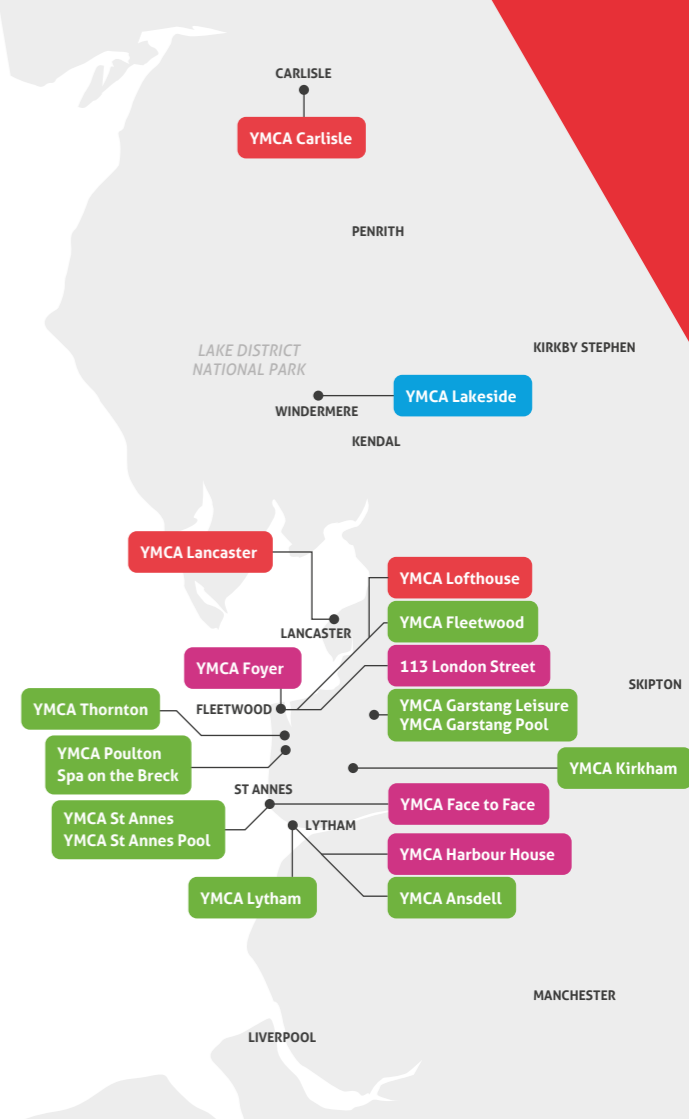 CARLISLE
YMCA Carlisle
PENRITH
LAKE DISTRICT
NATIONAL PARK
KIRKBY STEPHEN
YMCA Lakeside
WINDERMERE
KENDAL
YMCA Lancaster
LANCASTER
YMCA Lofthouse
YMCA Fleetwood
YMCA Foyer
113 London Street
SKIPTON
YMCA Thornton
FLEETWOOD
YMCA Garstang Leisure
YMCA Garstang Pool
YMCA Poulton
Spa on the Breck
YMCA Kirkham
ST ANNES
YMCA St Annes
YMCA St Annes Pool
YMCA Face to Face
LYTHAM
YMCA Harbour House
YMCA Lytham
YMCA Ansdell
MANCHESTER
LIVERPOOL